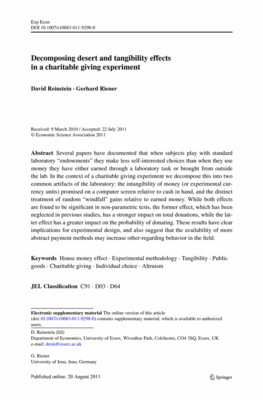 Exp Econ
DOI 10.1007/s10683-011-9298-0
Decomposing desert and tangibility effects
in a charitable giving experiment
David Reinstein · Gerhard Riener
Received: 9 March 2010 / Accepted: 22 July 2011
© Economic Science Association 2011
Abstract Several papers have documented that when subjects play with standard
laboratory “endowments” they make less self-interested choices than when they use
money they have either earned through a laboratory task or brought from outside
the lab. In the context of a charitable giving experiment we decompose this into two
common artifacts of the laboratory: the intangibility of money (or experimental cur-
rency units) promised on a computer screen relative to cash in hand, and the distinct
treatment of random “windfall” gains relative to earned money. While both effects
are found to be significant in non-parametric tests, the former effect, which has been
neglected in previous studies, has a stronger impact on total donations, while the lat-
ter effect has a greater impact on the probability of donating. These results have clear
implications for experimental design, and also suggest that the availability of more
abstract payment methods may increase other-regarding behavior in the field.
Keywords House money effect · Experimental methodology · Tangibility · Public
goods · Charitable giving · Individual choice · Altruism
JEL Classification C91 · D03 · D64
Electronic supplementary material The online version of this article
(doi:10.1007/s10683-011-9298-0) contains supplementary material, which is available to authorized
users.
D. Reinstein
Department of Economics, University of Essex, Wivenhoe Park, Colchester, CO4 3SQ, Essex, UK
e-mail: drein@essex.ac.uk
G. Riener
University of Jena, Jena, Germany
Published online: 20 August 2011
Springer